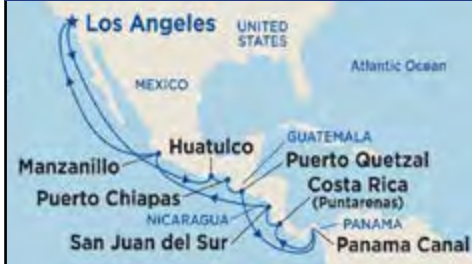 Los Angeles
UNITED
STATES
Atlantic Ocean
MEXICO
Huatulco
GUATEMALA
Manzanillo
Puerto Quetzal
Puerto Chiapas
Costa Rica
(Puntarenas)
NICARAGUA
PANAMA
San Juan del Sur
Panama Canal